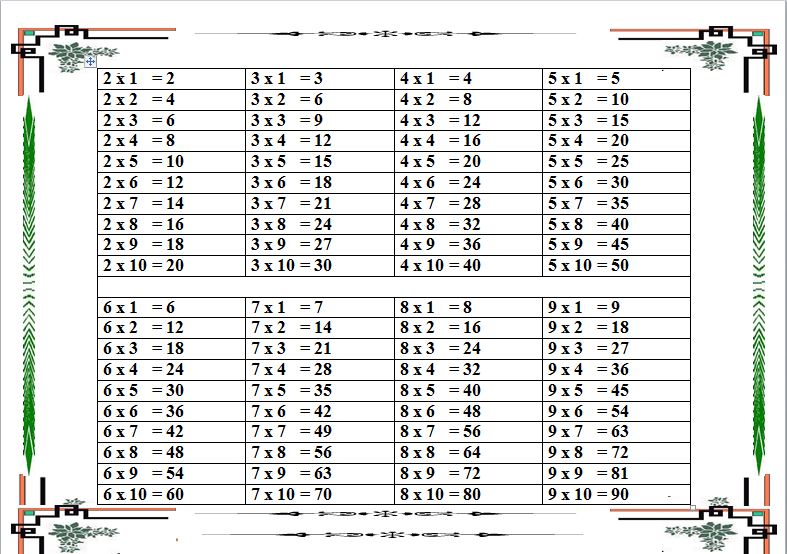 2 x 1 = 2 3 x 1 = 3 4 x 1 = 4 5 x 1 = 5
2 x 2 = 4 3 x 2 = 6 4 x 2 = 8 5 x 2 = 10
2 x 3 = 6 3 x 3 = 9 4 x 3 = 12 5 x 3 = 15
2 x 4 = 8 3 x 4 = 12 4 x 4 = 16 5 x 4 = 20
2 x 5 = 10 3 x 5 = 15 4 x 5 = 20 5 x 5 = 25
2 x 6 = 12 3 x 6 = 18 4 x 6 = 24 5 x 6 = 30
2 x 7 = 14 3 x 7 = 21 4 x 7 = 28 5 x 7 = 35
2 x 8 = 16 3 x 8 = 24 4 x 8 = 32 5 x 8 = 40
2 x 9 = 18 3 x 9 = 27 4 x 9 = 36 5 x 9 = 45
2 x 10 = 20 3 x 10 = 30 4 x 10 = 40 5 x 10 = 50
6 x 1 = 6 7 x 1 = 7 8 x 1 = 8 9 x 1 = 9
6 x 2 = 12 7 x 2 = 14 8 x 2 = 16 9 x 2 = 18
6 x 3 = 18 7 x 3 = 21 8 x 3 = 24 9 x 3 = 27
6 x 4 = 24 7 x 4 = 28 8 x 4 = 32 9 x 4 = 36
6 x 5 = 30 7 x 5 = 35 8 x 5 = 40 9 x 5 = 45
6 x 6 = 36 7 x 6 = 42 8 x 6 = 48 9 x 6 = 54
6 x 7 = 42 7 x 7 = 49 8 x 7 = 56 9 x 7 = 63
6 x 8 = 48 7 x 8 = 56 8 x 8 = 64 9 x 8 = 72
6 x 9 = 54 7 x 9 = 63 8 x 9 = 72 9 x 9 = 81
6 x 10 = 60 7 x 10 = 70 8 x 10 = 80 9 x 10 = 90